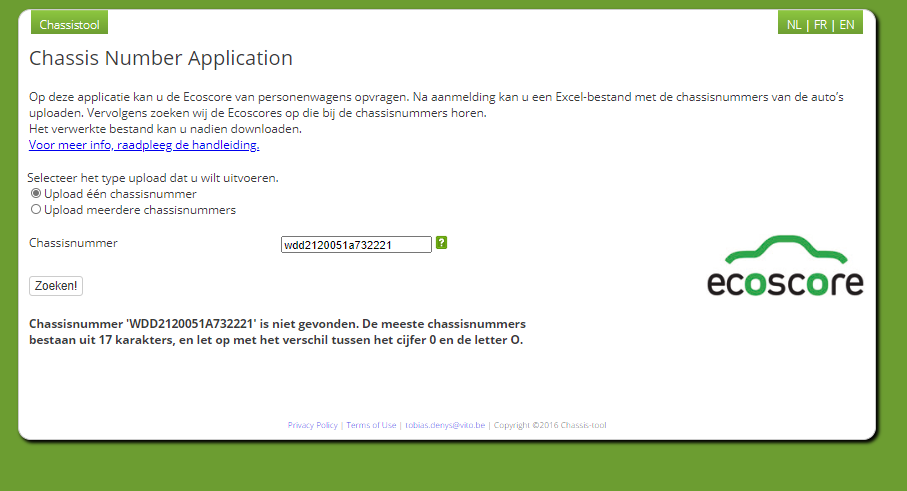 Chassistool
NL | FR | EN
Chassis Number Application
Op deze applicatie kan u de Ecoscore van personenwagens opvragen. Na aanmelding kan u een Excel-bestand met de chassisnummers van de auto's
uploaden. Vervolgens zoeken wij de Ecoscores op die bij de chassisnummers horen.
Het verwerkte bestand kan u nadien downloaden.
Voor meer info, raadpleeg de handleiding.
Selecteer het type upload dat u wilt uitvoeren.
Upload één chassisnummer
Upload meerdere chassisnummers
Chassisnummer wdd2120051a732221 ?
ecoscore
Zoeken!
Chassisnummer 'WDD2120051A732221' is niet gevonden. De meeste chassisnummers
bestaan uit 17 karakters, en let op met het verschil tussen het cijfer 0 en de letter O.
Privacy Policy | Terms of Use | tobias.denys@vito.be | Copyright ©2016 Chassis-tool